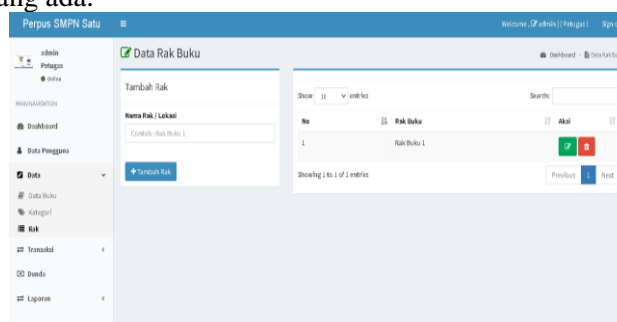 ang ada.
Perpus SMPN Satu
Welcome, admin | ( Petugas )
Sign
admin
Petugas
Online
MAIN NAVIGATION
Dashboard
Data Pengguna
Data
Data Buku
Kategori
Rak
Transaksi
Denda
Laporan
Data Rak Buku
Dashboard
Data Rak Bu
Tambah Rak
Nama Rak / Lokasi
Contoh : Rak Buku 1
+ Tambah Rak
Show 10 entries
Search:
No Rak Buku Aksi
1 Rak Buku 1
Showing 1 to 1 of 1 entries
Previous 1 Next